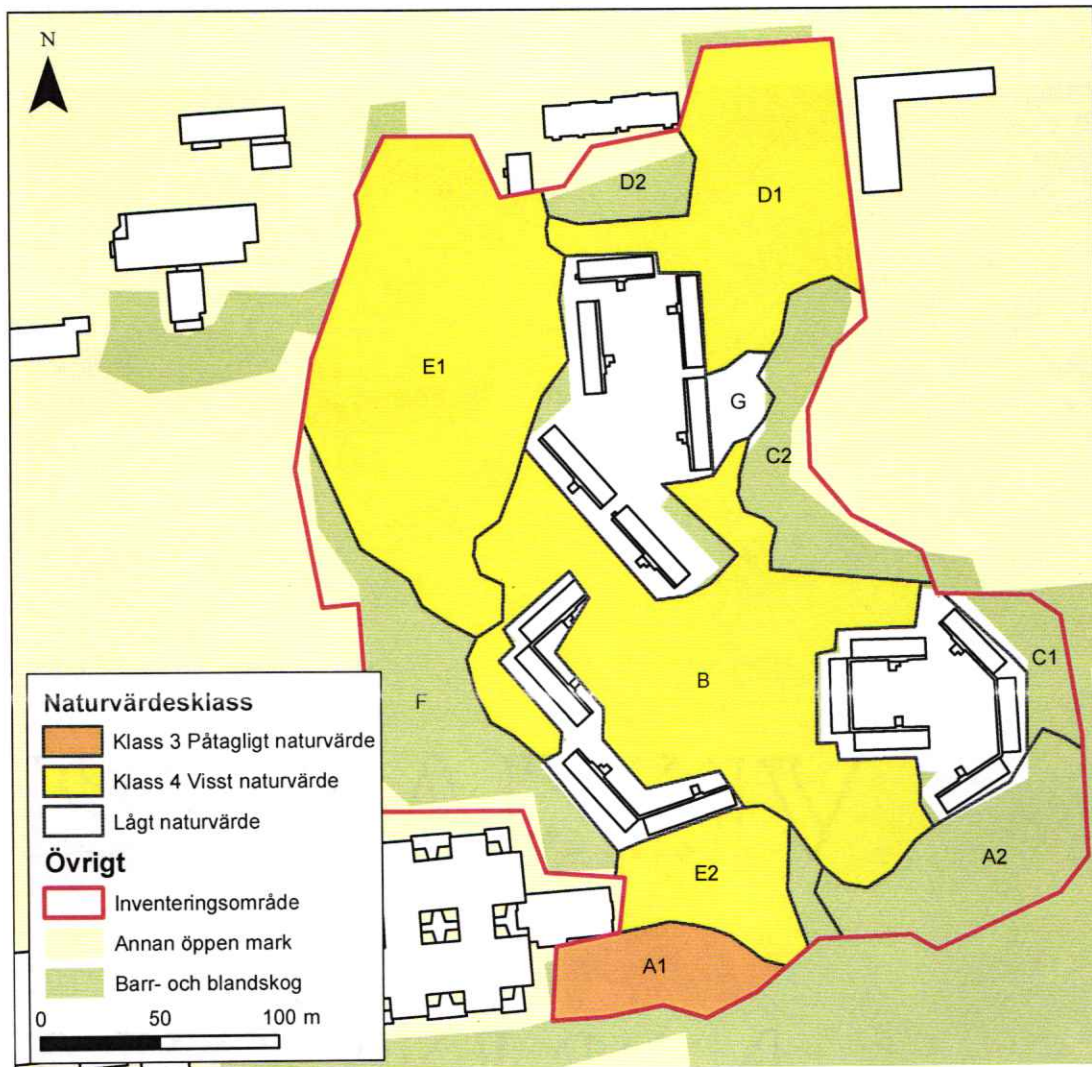 N
D2
D1
E1
G
C2
C1
B
F
A2
E2
A1
Naturvärdesklass
Klass 3 Påtagligt naturvärde
Klass 4 Visst naturvärde
Lågt naturvärde
Övrigt
Inventeringsområde
Annan öppen mark
Barr- och blandskog
0 50 100 m